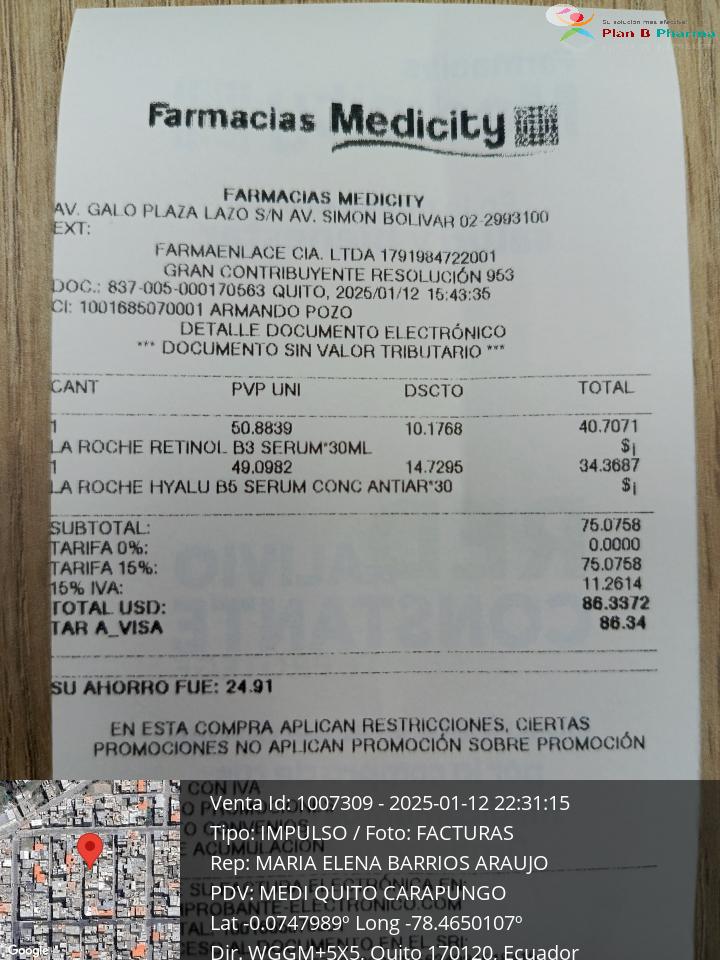 Su solución más efectiva
Plan B Pharma
Farmacias Medicity
FARMACIAS MEDICITY
AV. GALO PLAZA LAZO S/N AV. SIMON BOLIVAR 02-2993100
EXT:
FARMAENLACE CIA. LTDA 1791984722001
GRAN CONTRIBUYENTE RESOLUCIÓN 953
DOC.: 837-005-000170563 QUITO, 2025/01/12 15:43:35
CI: 1001685070001 ARMANDO POZO
DETALLE DOCUMENTO ELECTRÓNICO
*** DOCUMENTO SIN VALOR TRIBUTARIO ***
CANT PVP UNI DSCTO TOTAL
1 50.8839 10.1768 40.7071
LA ROCHE RETINOL B3 SERUM*30ML $¡
1 49.0982 14.7295 34.3687
LA ROCHE HYALU B5 SERUM CONC ANTIAR*30 $¡
SUBTOTAL: 75.0758
TARIFA 0%: 0.0000
TARIFA 15%: 75.0758
15% IVA: 11.2614
TOTAL USD: 86.3372
TAR A_VISA 86.34
SU AHORRO FUE: 24.91
EN ESTA COMPRA APLICAN RESTRICCIONES, CIERTAS
PROMOCIONES NO APLICAN PROMOCIÓN SOBRE PROMOCIÓN
CON IVA
Venta Id: 1007309 - 2025-01-12 22:31:15
Tipo: IMPULSO / Foto: FACTURAS
Rep: MARIA ELENA BARRIOS ARAUJO
PDV: MEDI QUITO CARAPUNGO
Lat -0.0747989º Long -78.4650107º
Dir. WGGM+5X5, Quito 170120, Ecuador
Google